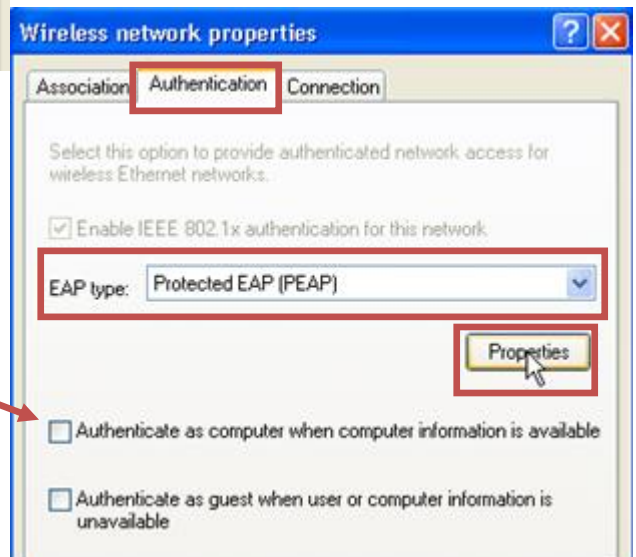 Wireless network properties
Association Authentication Connection
Select this option to provide authenticated network access for
wireless Ethernet networks.
Enable IEEE 802.1x authentication for this network
EAP type: Protected EAP (PEAP)
Properties
Authenticate as computer when computer information is available
Authenticate as guest when user or computer information is
unavailable